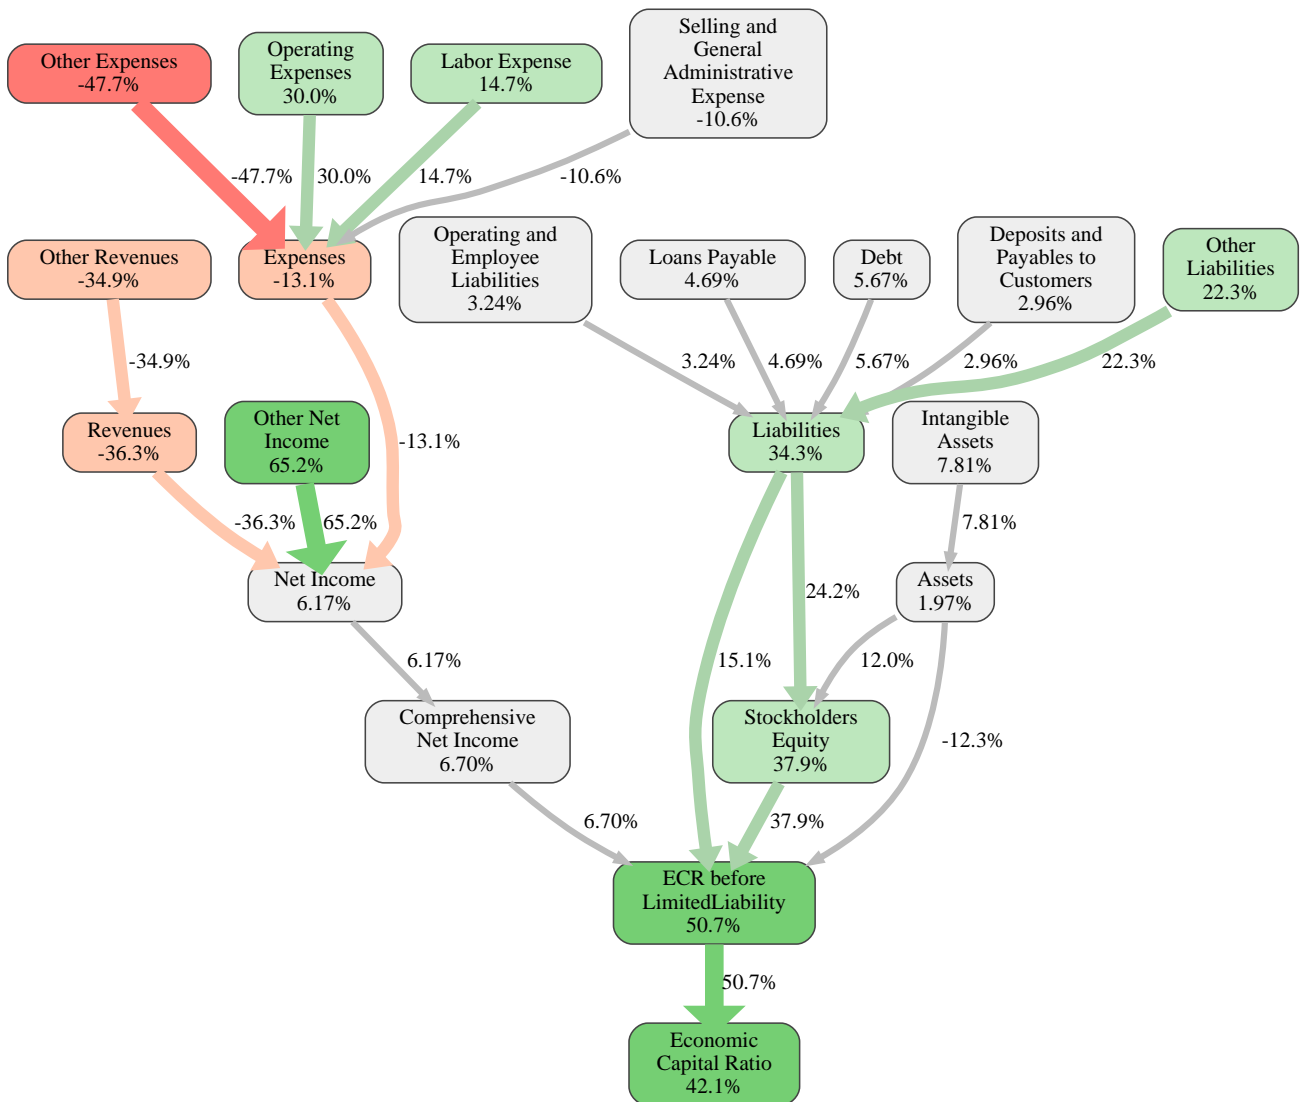 Other Expenses
-47.7%
Operating
Expenses
30.0%
Labor Expense
14.7%
Selling and
General
Administrative
Expense
-10.6%
-47.7%
30.0%
14.7%
-10.6%
Other Revenues
-34.9%
Expenses
-13.1%
Operating and
Employee
Liabilities
3.24%
Loans Payable
4.69%
Debt
5.67%
Deposits and
Payables to
Customers
2.96%
Other
Liabilities
22.3%
-34.9%
3.24%
4.69%
5.67%
2.96%
22.3%
Revenues
-36.3%
Other Net
Income
65.2%
-13.1%
Liabilities
34.3%
Intangible
Assets
7.81%
-36.3%
65.2%
7.81%
Net Income
6.17%
24.2%
Assets
1.97%
6.17%
15.1%
12.0%
Comprehensive
Net Income
6.70%
Stockholders
Equity
37.9%
-12.3%
6.70%
37.9%
ECR before
LimitedLiability
50.7%
50.7%
Economic
Capital Ratio
42.1%